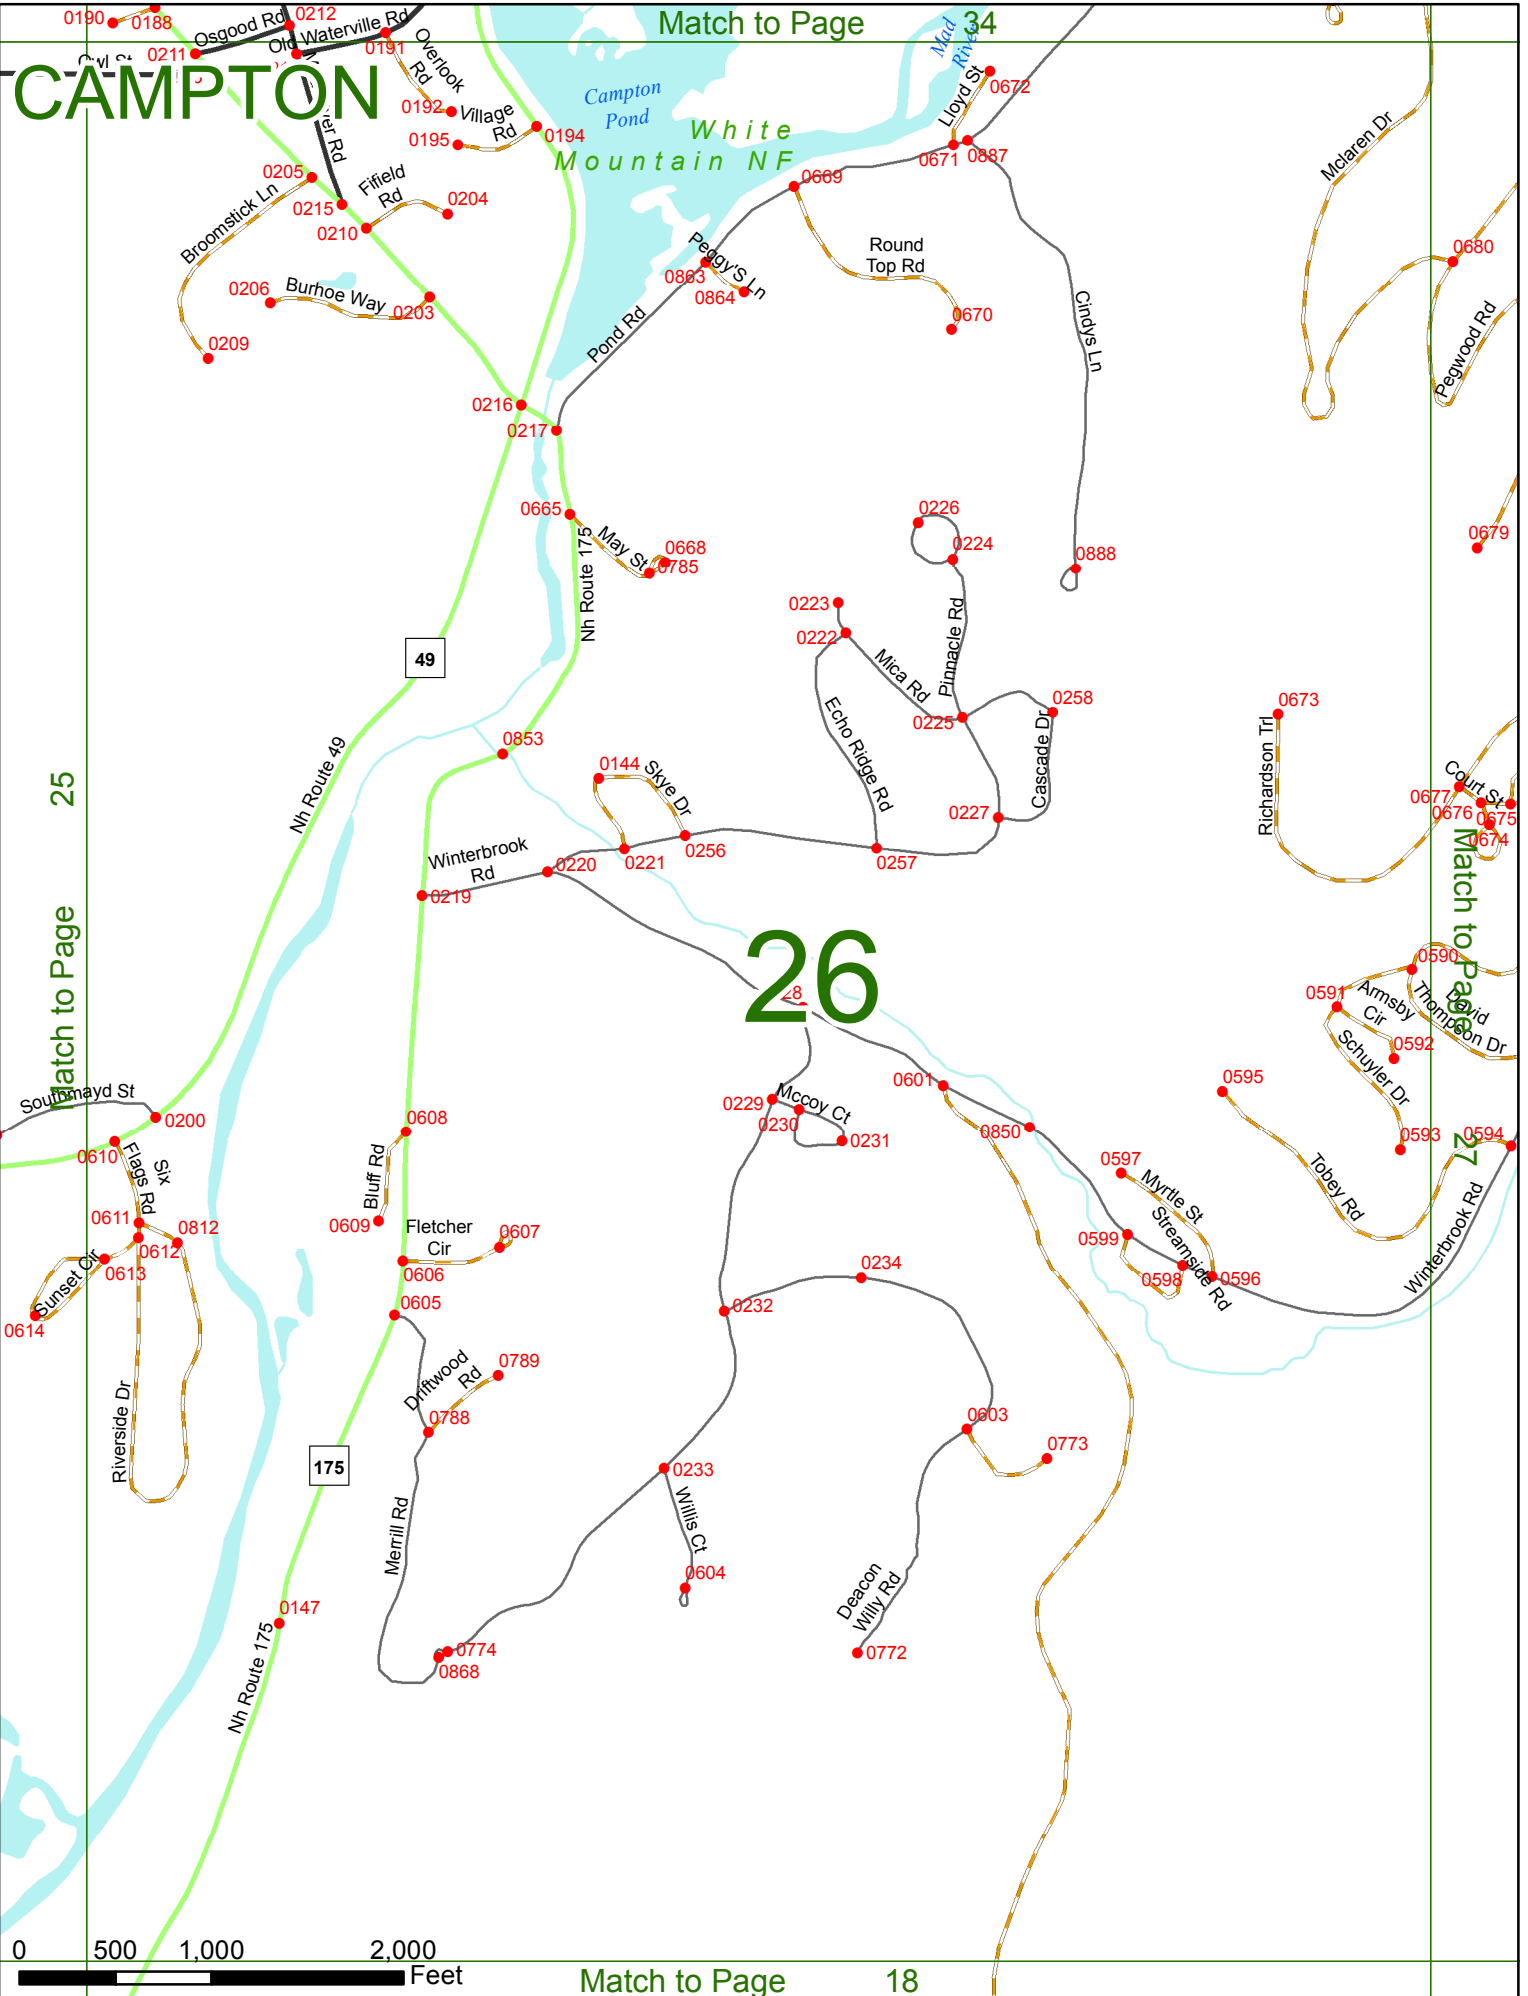 Match to Page 34
CAMPTON
0190
0188
0211
Osgood Rd
0212
Old Waterville Rd
0191
Owl St
Overlook
Rd
0192
Village
Rd
0195
0194
Campton
Pond
White
Mountain NF
Mad
River
Lloyd St
0672
0671
0887
0669
Mclaren Dr
0205
0215
Fifield
Rd
0204
0210
Broomstick Ln
0206
Burhoe Way
0203
0209
Peggy'S Ln
0863
0864
Round
Top Rd
0670
Pond Rd
Cindys Ln
0680
Pegwood Rd
0216
0217
0665
May St
0668
0785
Nh Route 175
0226
0224
0888
0679
0223
0222
Mica Rd
Pinnacle Rd
0225
0258
Echo Ridge Rd
Cascade Dr
0227
0673
Richardson Trl
49
Nh Route 49
0853
0144
Skye Dr
0256
0221
0257
0220
Winterbrook
Rd
0219
Court St
0677
0676
0675
0674
Match to Page 25
Match to Page 27
26
28
0590
0591
Armsby
Cir
David
Thompson Dr
0592
Schuyler Dr
0593
0594
0595
Tobey Rd
Winterbrook Rd
0601
0850
0229
Mccoy Ct
0230
0231
0597
Myrtle St
Streamside Rd
0599
0598
0596
Southmayd St
0200
0610
Six
Flags Rd
0611
0612
0812
0613
Sunset Cir
0614
Riverside Dr
0608
Bluff Rd
0609
Fletcher
Cir
0607
0606
0605
Driftwood
Rd
0789
0788
175
Merrill Rd
0234
0232
0603
0773
0233
Willis Ct
0604
Deacon
Willy Rd
0772
0774
0868
0147
Nh Route 175
0 500 1,000 2,000
Feet
Match to Page 18